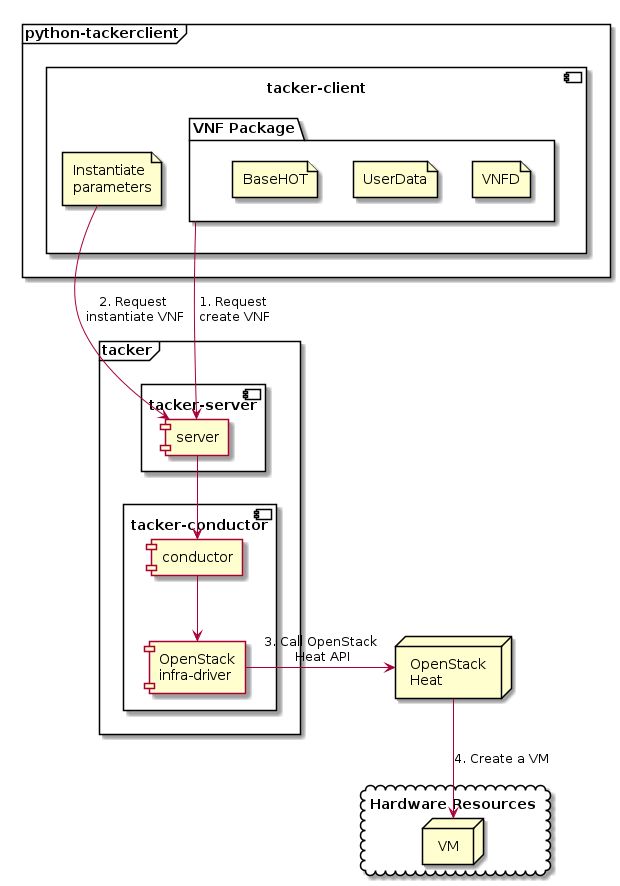 python-tackerclient
tacker-client
VNF Package
Instantiate
parameters
BaseHOT
UserData
VNFD
2. Request
instantiate VNF
1. Request
create VNF
tacker
tacker-server
server
tacker-conductor
conductor
OpenStack
infra-driver
3. Call OpenStack
Heat API
OpenStack
Heat
4. Create a VM
Hardware Resources
VM